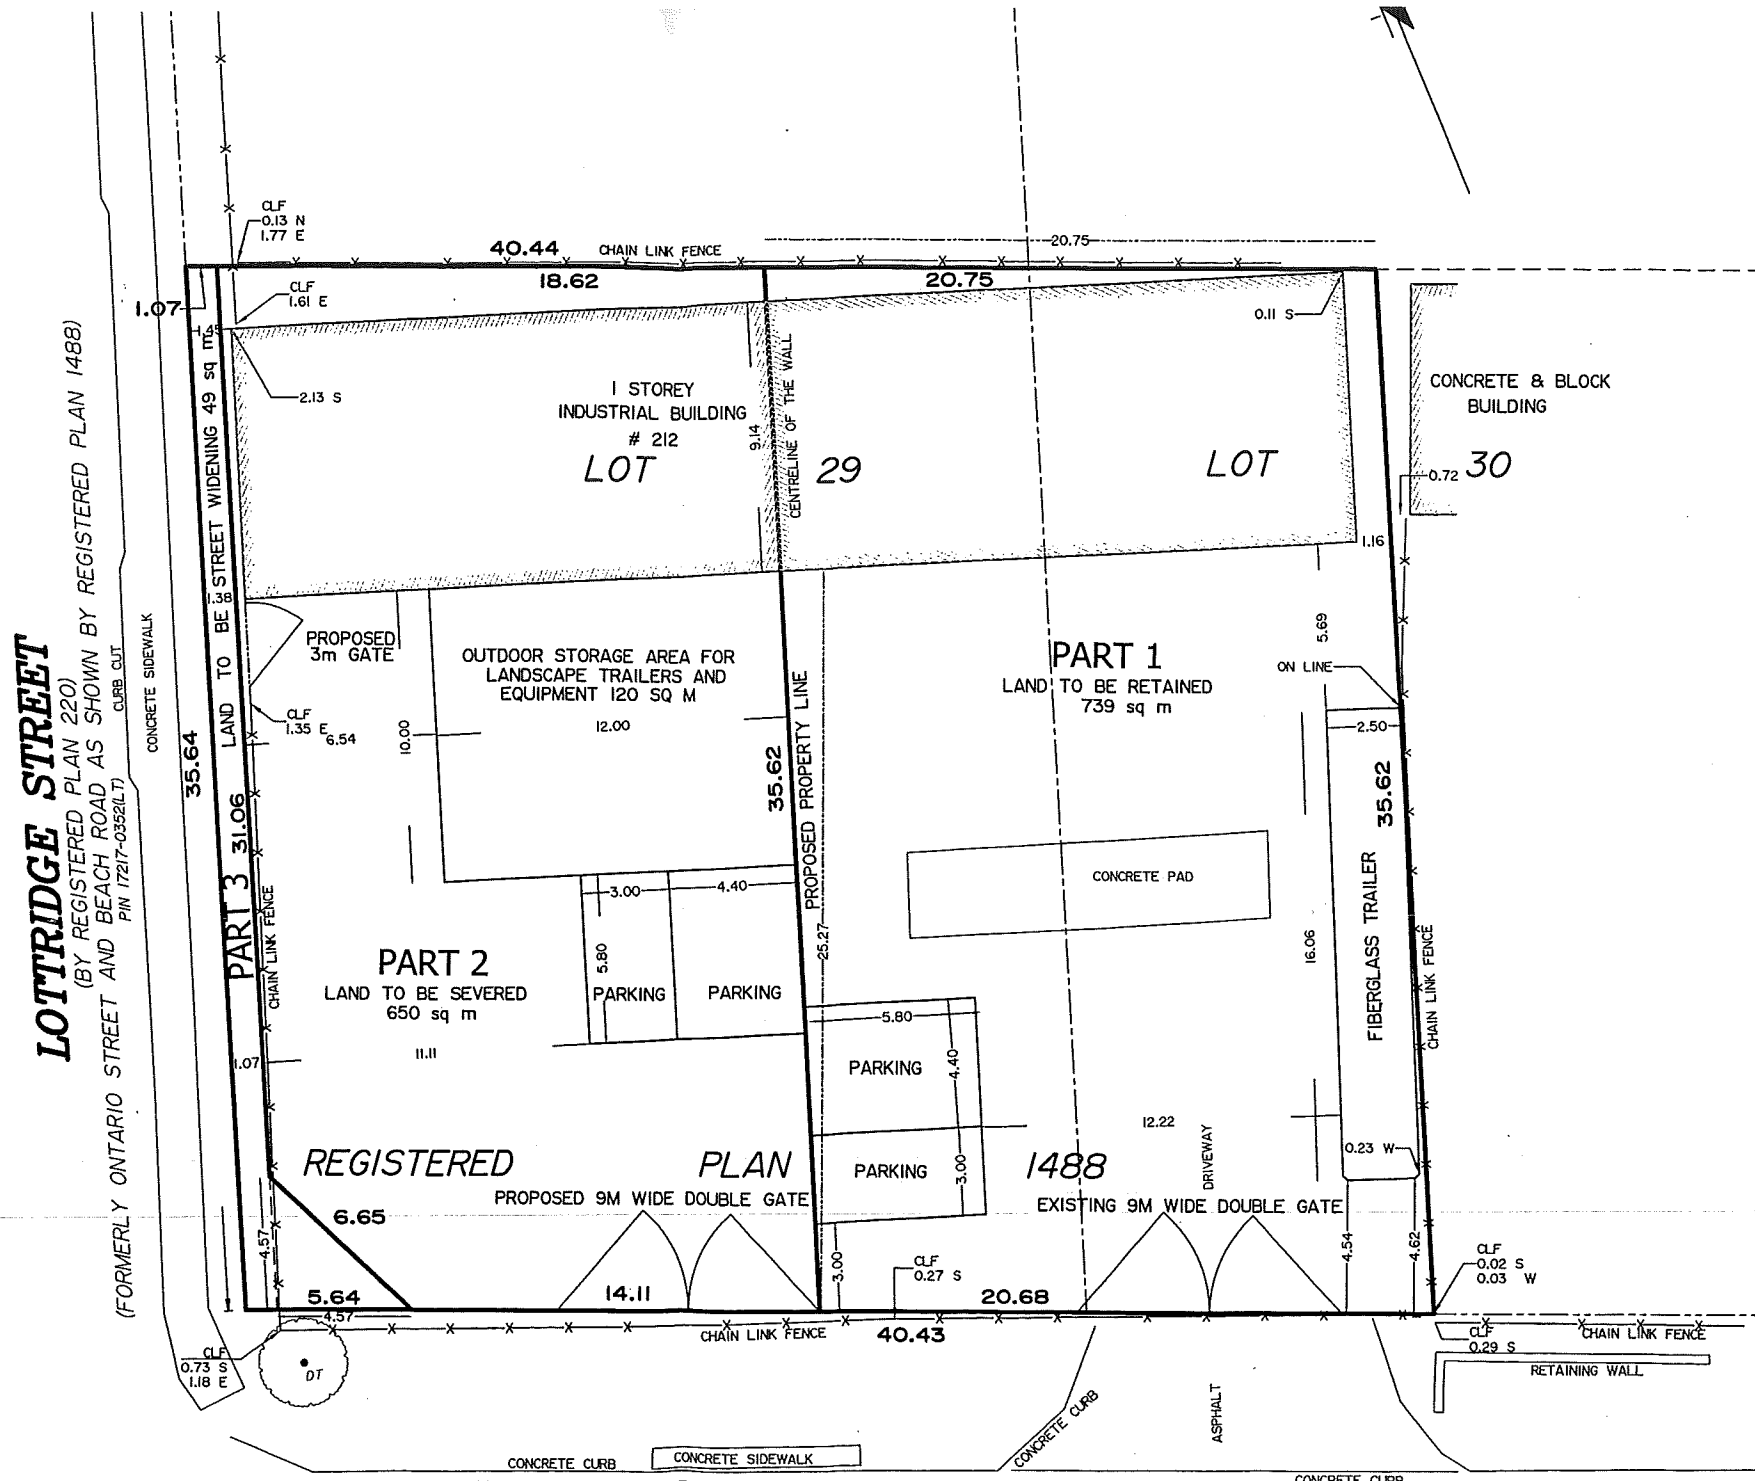 CLF
0.13 N
1.77 E
40.44
CHAIN LINK FENCE
20.75
18.62
20.75
1.07
CLF
1.61 E
1.45
2.13 S
0.11 S
1 STOREY
INDUSTRIAL BUILDING
# 212
9.14
CENTRELINE OF THE WALL
LOT 29
LOT 30
CONCRETE & BLOCK
BUILDING
0.72
1.16
1.38
PROPOSED
3m GATE
OUTDOOR STORAGE AREA FOR
LANDSCAPE TRAILERS AND
EQUIPMENT 120 SQ M
12.00
10.00
CLF
1.35 E
6.54
PROPOSED PROPERTY LINE
35.62
PART 1
LAND TO BE RETAINED
739 sq m
5.69
ON LINE
2.50
35.62
CONCRETE PAD
16.06
FIBERGLASS TRAILER
CHAIN LINK FENCE
LOTTRIDGE STREET
(BY REGISTERED PLAN 220)
(FORMERLY ONTARIO STREET AND BEACH ROAD AS SHOWN BY REGISTERED PLAN 1488)
PIN 17217-0352(LT)
CURB CUT
CONCRETE SIDEWALK
35.64
PART 3 31.06 LAND TO BE STREET WIDENING 49 sq m
CHAIN LINK FENCE
3.00
4.40
5.80
PARKING
PARKING
25.27
PART 2
LAND TO BE SEVERED
650 sq m
11.11
1.07
5.80
PARKING
4.40
PARKING
3.00
12.22
DRIVEWAY
0.23 W
REGISTERED PLAN 1488
PROPOSED 9M WIDE DOUBLE GATE
EXISTING 9M WIDE DOUBLE GATE
6.65
4.57
5.64
4.57
14.11
3.00
CLF
0.27 S
20.68
4.54
4.62
CLF
0.02 S
0.03 W
CHAIN LINK FENCE
40.43
CLF
0.73 S
1.18 E
DT
CLF
0.29 S
CHAIN LINK FENCE
RETAINING WALL
CONCRETE CURB
ASPHALT
CONCRETE CURB
CONCRETE SIDEWALK
CONCRETE CURB